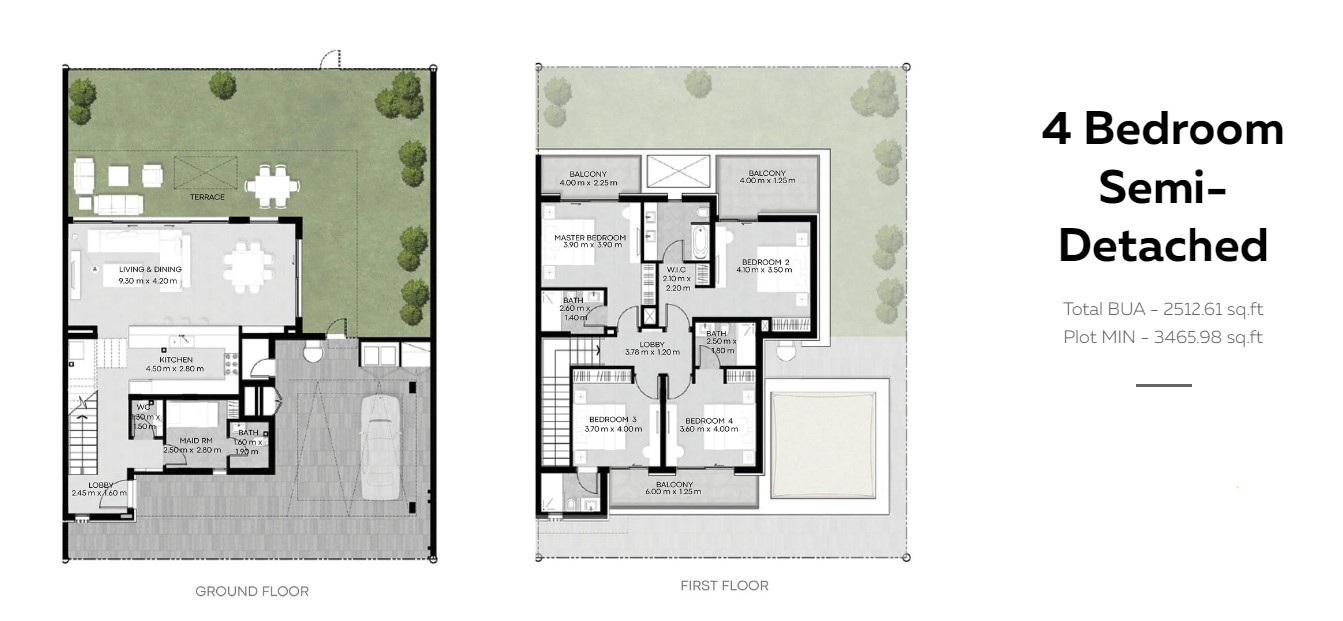 TERRACE
LIVING & DINING
9.30 m x 4.20 m
KITCHEN
4.50 m x 2.80 m
WC
1.30 m x
1.50 m
MAID RM
2.50 m x 2.80 m
BATH
1.60 m x
1.90 m
LOBBY
2.45 m x 1.60 m
GROUND FLOOR
BALCONY
4.00 m x 2.25 m
BALCONY
4.00 m x 1.25 m
MASTER BEDROOM
3.90 m x 3.90 m
W.I.C
2.10 m x
2.20 m
BEDROOM 2
4.10 m x 3.50 m
BATH
2.60 m x
1.40 m
LOBBY
3.78 m x 1.20 m
BATH
2.50 m x
1.80 m
BEDROOM 3
3.70 m x 4.00 m
BEDROOM 4
3.60 m x 4.00 m
BALCONY
6.00 m x 1.25 m
FIRST FLOOR
4 Bedroom
Semi-
Detached
Total BUA - 2512.61 sq.ft
Plot MIN - 3465.98 sq.ft